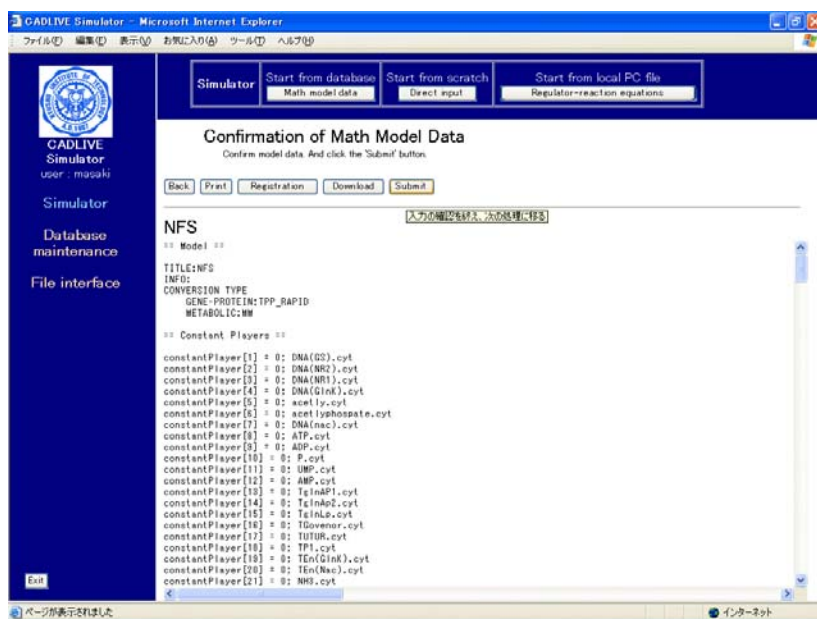 CADLIVE Simulator - Microsoft Internet Explorer
ファイル(F) 編集(E) 表示(V) お気に入り(A) ツール(T) ヘルプ(H)
Simulator
Start from database
Math model data
Start from scratch
Direct input
Start from local PC file
Regulator-reaction equations
CADLIVE
Simulator
user : masaki
Simulator
Database
maintenance
File interface
Exit
Confirmation of Math Model Data
Confirm model data. And click the 'Submit' button.
Back Print Registration Download Submit
入力の確認を終え、次の処理に移る
NFS
== Model ==
TITLE:NFS
INFO:
CONVERSION TYPE
GENE-PROTEIN:TPP_RAPID
METABOLIC:MM
== Constant Players ==
constantPlayer[1] = 0; DNA(GS).cyt
constantPlayer[2] = 0; DNA(NR2).cyt
constantPlayer[3] = 0; DNA(NR1).cyt
constantPlayer[4] = 0; DNA(GlnK).cyt
constantPlayer[5] = 0; acetly.cyt
constantPlayer[6] = 0; acetlyphospate.cyt
constantPlayer[7] = 0; DNA(nac).cyt
constantPlayer[8] = 0; ATP.cyt
constantPlayer[9] = 0; ADP.cyt
constantPlayer[10] = 0; P.cyt
constantPlayer[11] = 0; UMP.cyt
constantPlayer[12] = 0; AMP.cyt
constantPlayer[13] = 0; TglnAP1.cyt
constantPlayer[14] = 0; TglnAp2.cyt
constantPlayer[15] = 0; TglnLp.cyt
constantPlayer[16] = 0; TGovenor.cyt
constantPlayer[17] = 0; TUTUR.cyt
constantPlayer[18] = 0; TP1.cyt
constantPlayer[19] = 0; TEn(GlnK).cyt
constantPlayer[20] = 0; TEn(Nac).cyt
constantPlayer[21] = 0; NH3.cyt
ページが表示されました
インターネット